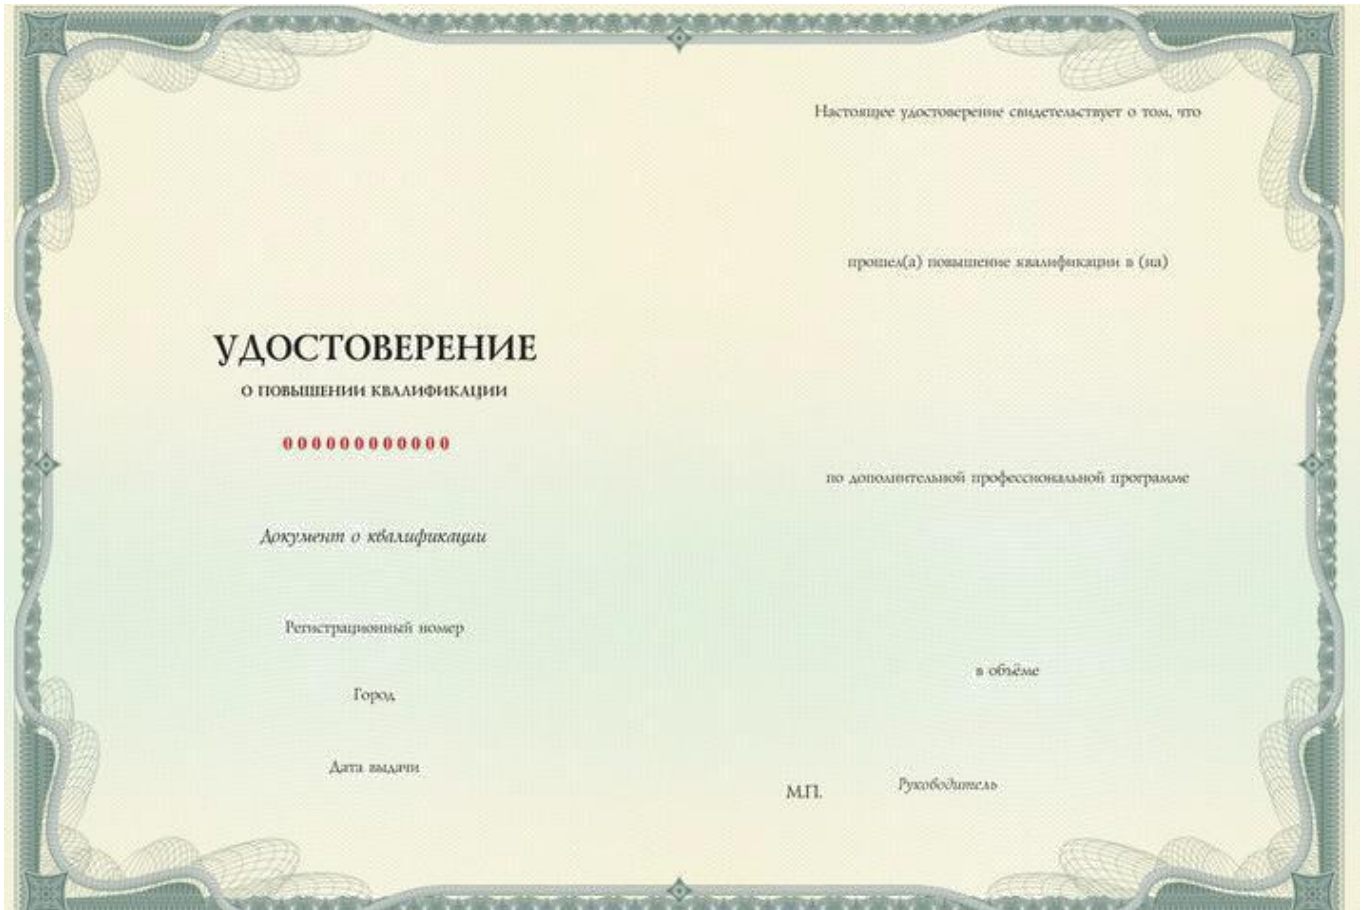 УДОСТОВЕРЕНИЕ
О ПОВЫШЕНИИ КВАЛИФИКАЦИИ
000000000000
Документ о квалификации
Регистрационный номер
Город
Дата выдачи
Настоящее удостоверение свидетельствует о том, что
прошел(а) повышение квалификации в (на)
по дополнительной профессиональной программе
в объёме
М.П.
Руководитель